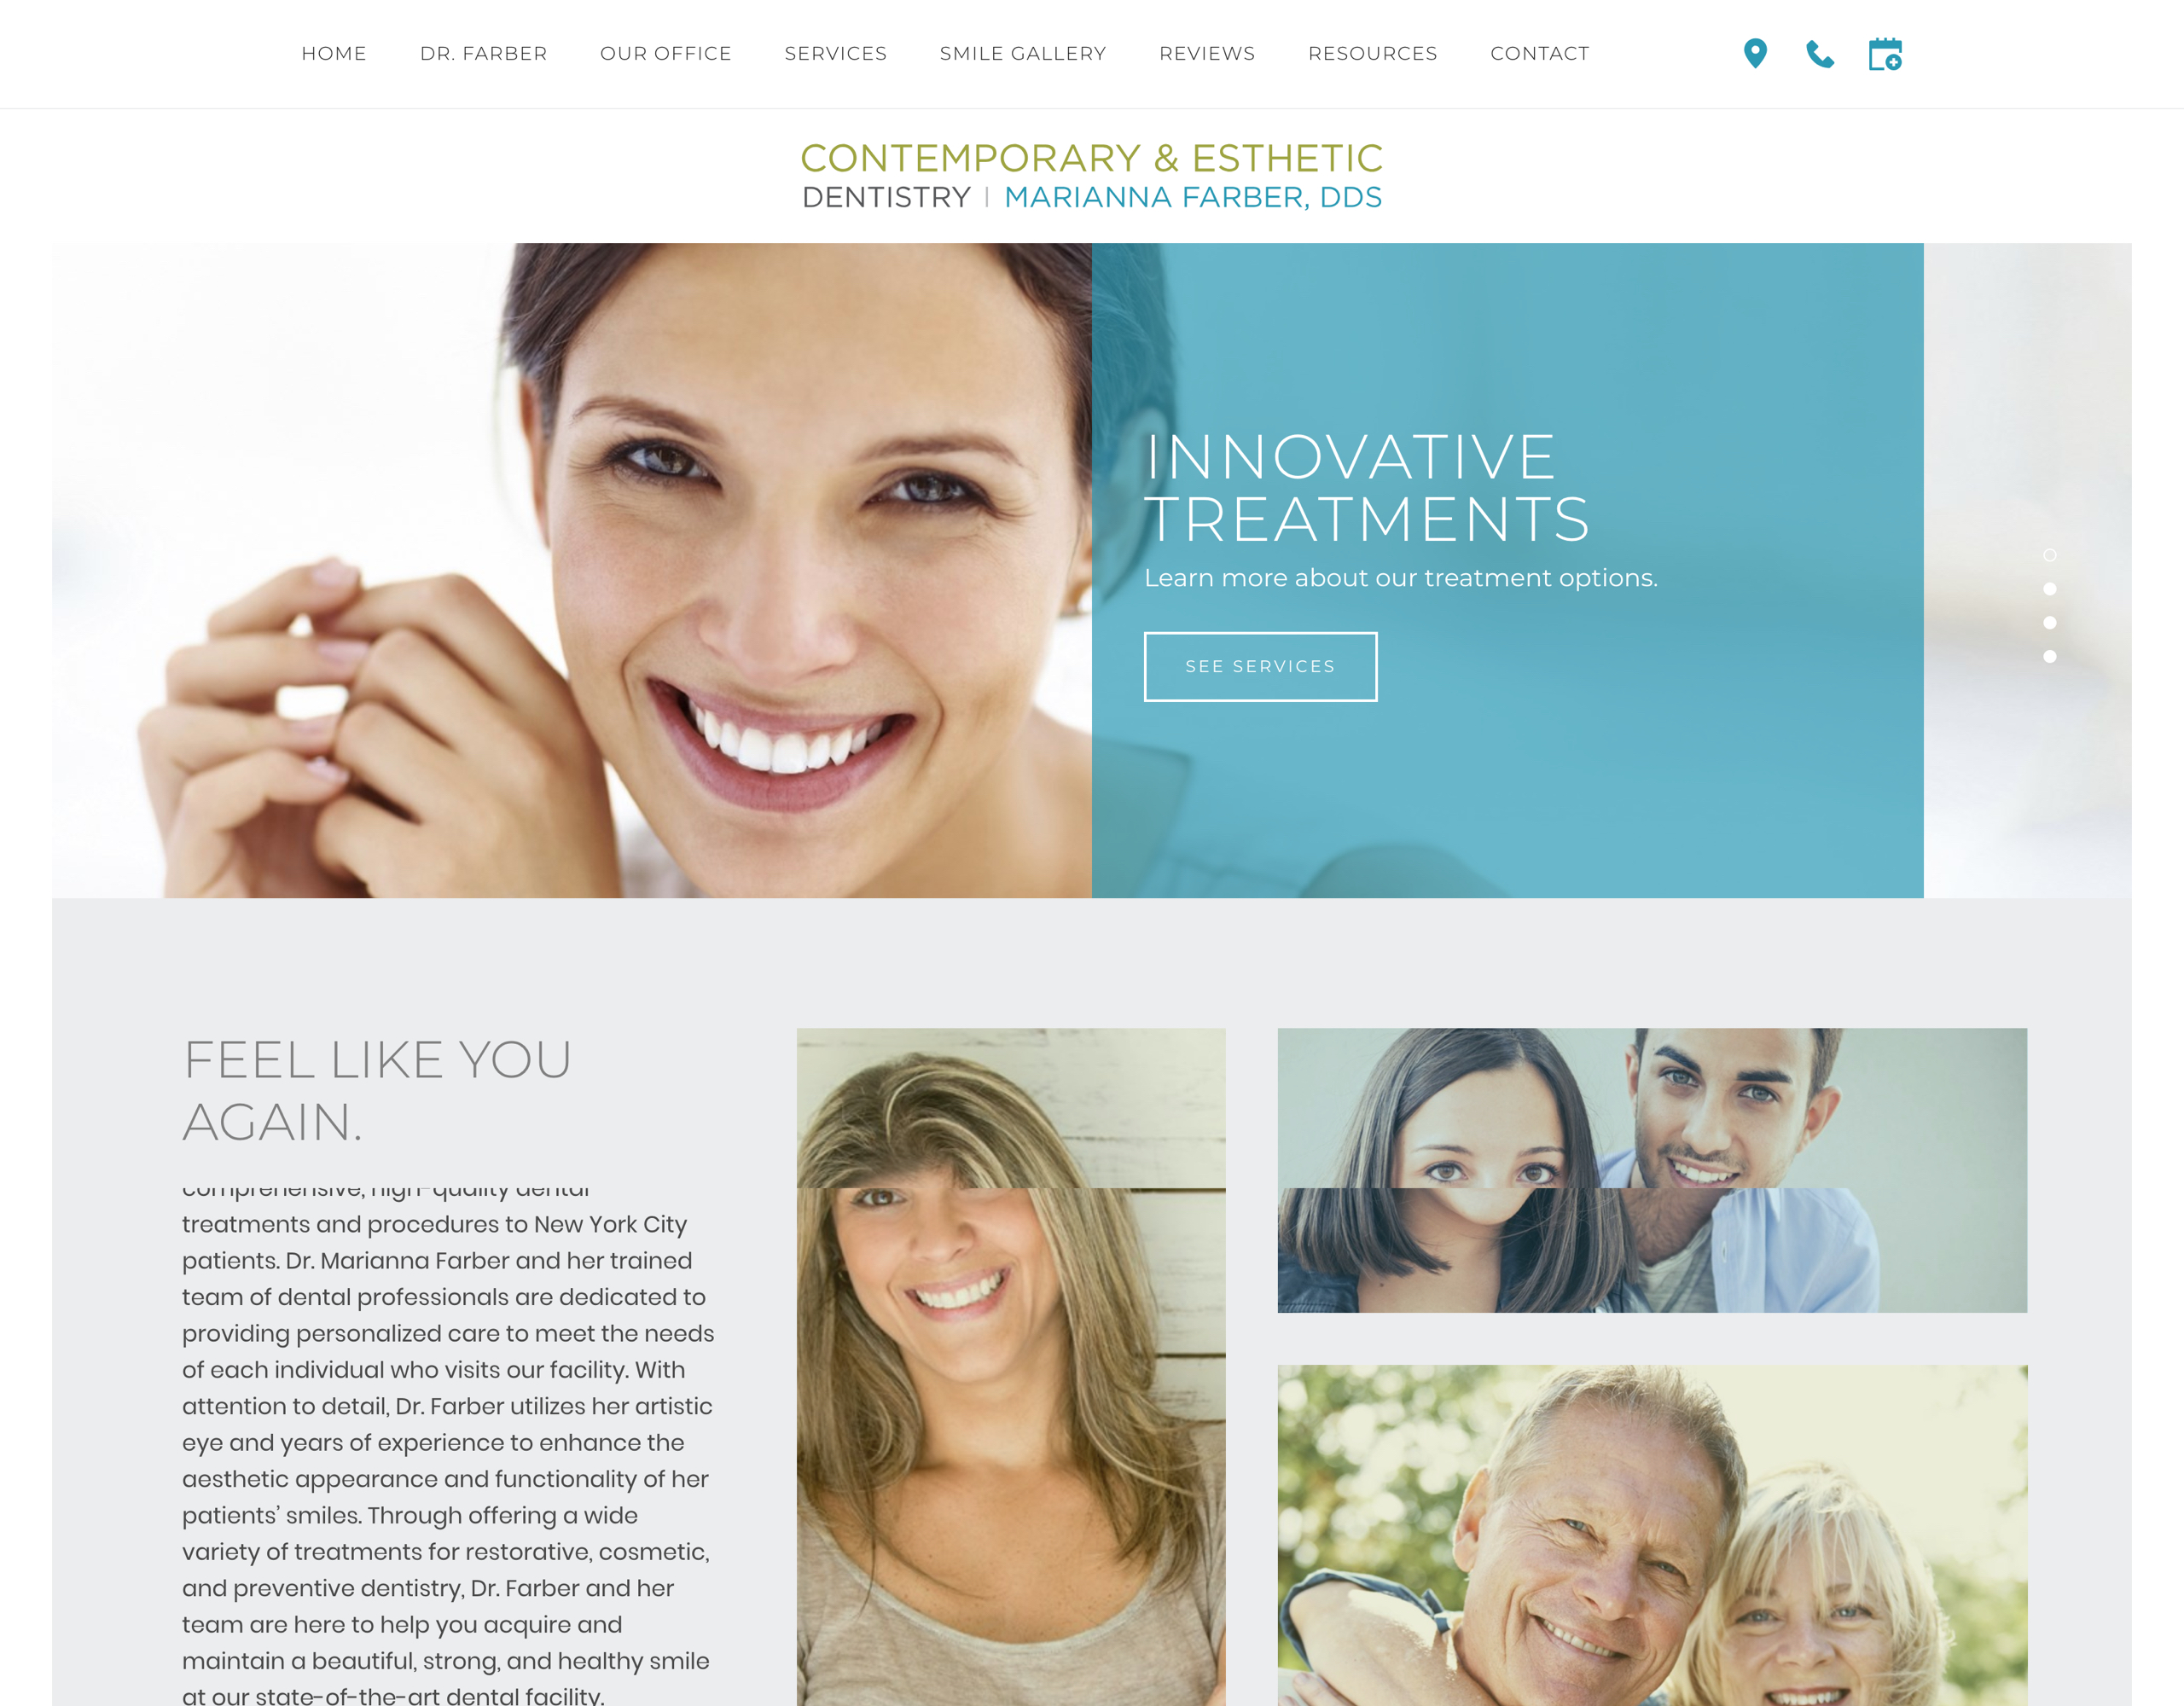 HOME DR. FARBER OUR OFFICE SERVICES SMILE GALLERY REVIEWS RESOURCES CONTACT
CONTEMPORARY & ESTHETIC
DENTISTRY | MARIANNA FARBER, DDS
INNOVATIVE
TREATMENTS
Learn more about our treatment options.
SEE SERVICES
FEEL LIKE YOU
AGAIN.
comprehensive, high-quality dental
treatments and procedures to New York City
patients. Dr. Marianna Farber and her trained
team of dental professionals are dedicated to
providing personalized care to meet the needs
of each individual who visits our facility. With
attention to detail, Dr. Farber utilizes her artistic
eye and years of experience to enhance the
aesthetic appearance and functionality of her
patients’ smiles. Through offering a wide
variety of treatments for restorative, cosmetic,
and preventive dentistry, Dr. Farber and her
team are here to help you acquire and
maintain a beautiful, strong, and healthy smile
at our state-of-the-art dental facility.